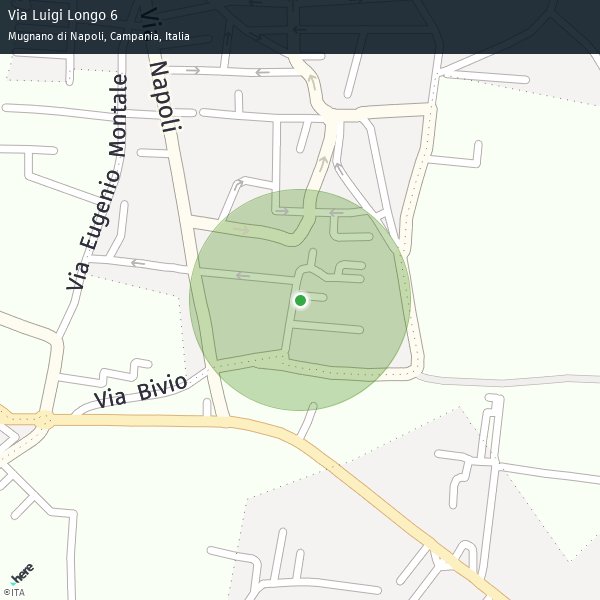 Via Luigi Longo 6
Mugnano di Napoli, Campania, Italia
Via Napoli
Via Eugenio Montale
Via Bivio
here
©ITA